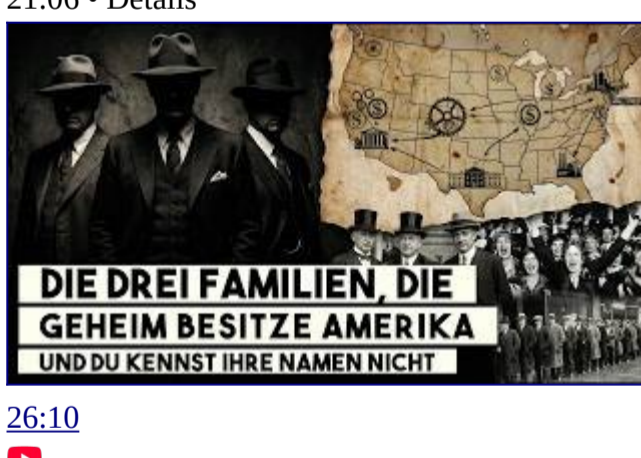 21:06 • Details
DIE DREI FAMILIEN, DIE
GEHEIM BESITZE AMERIKA
UND DU KENNST IHRE NAMEN NICHT
26:10